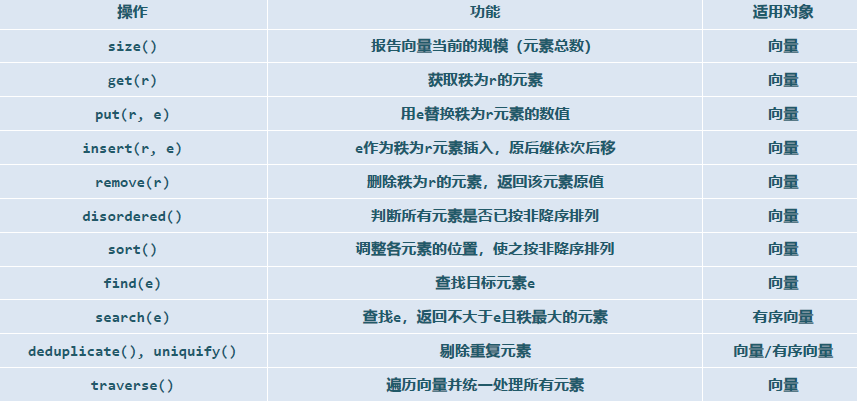 操作 功能 适用对象
size() 报告向量当前的规模（元素总数） 向量
get(r) 获取秩为r的元素 向量
put(r, e) 用e替换秩为r元素的数值 向量
insert(r, e) e作为秩为r元素插入，原后继依次后移 向量
remove(r) 删除秩为r的元素，返回该元素原值 向量
disordered() 判断所有元素是否已按非降序排列 向量
sort() 调整各元素的位置，使之按非降序排列 向量
find(e) 查找目标元素e 向量
search(e) 查找e，返回不大于e且秩最大的元素 有序向量
deduplicate(), uniquify() 剔除重复元素 向量/有序向量
traverse() 遍历向量并统一处理所有元素 向量